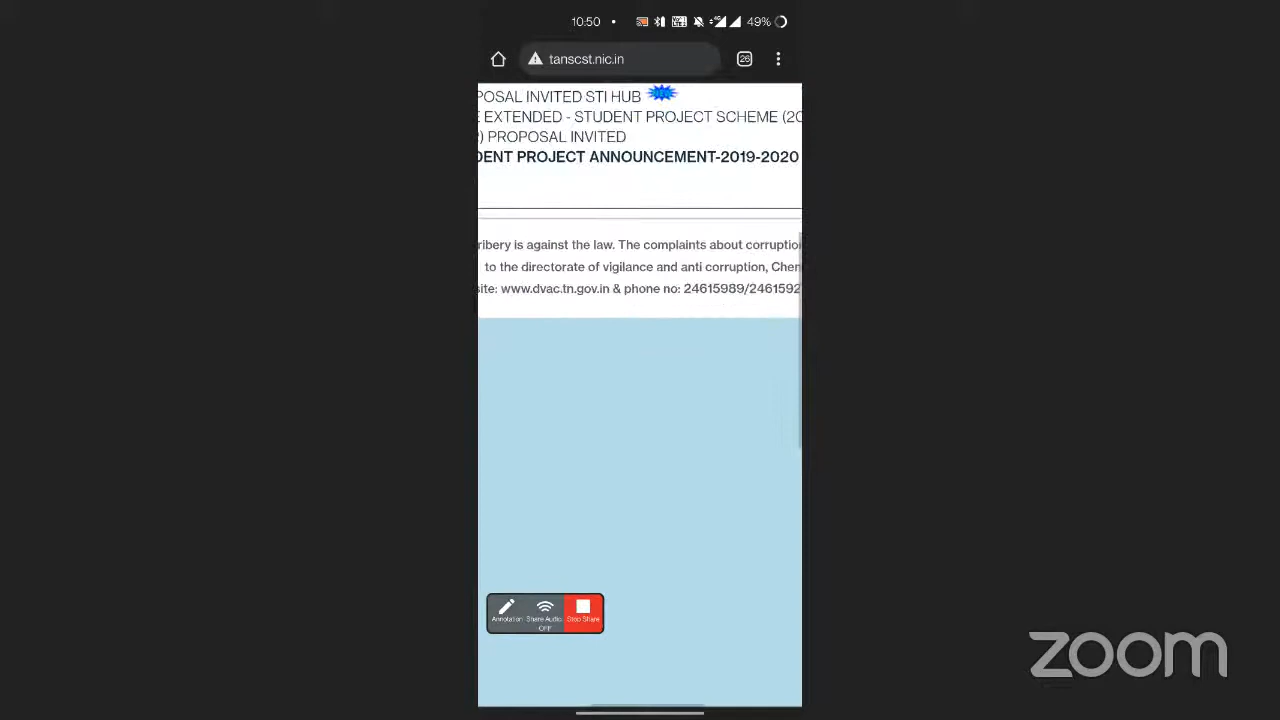 10:50
49%
tanscst.nic.in
26
POSAL INVITED STI HUB
E EXTENDED - STUDENT PROJECT SCHEME (20
) PROPOSAL INVITED
DENT PROJECT ANNOUNCEMENT-2019-2020
ribery is against the law. The complaints about corruptio
to the directorate of vigilance and anti corruption, Chen
site: www.dvac.tn.gov.in & phone no: 24615989/2461592
Annotation
Share Audio:
OFF
Stop Share
zoom